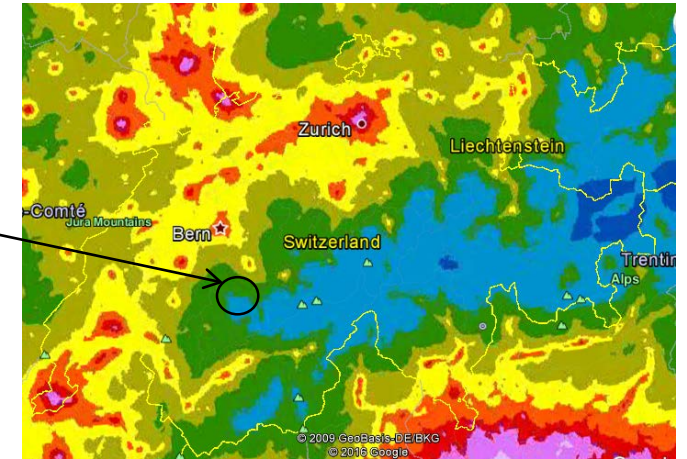 Zurich
Liechtenstein
-Comté
Jura Mountains
Bern
Switzerland
Trentin
Alps
© 2009 GeoBasis-DE/BKG
© 2016 Google